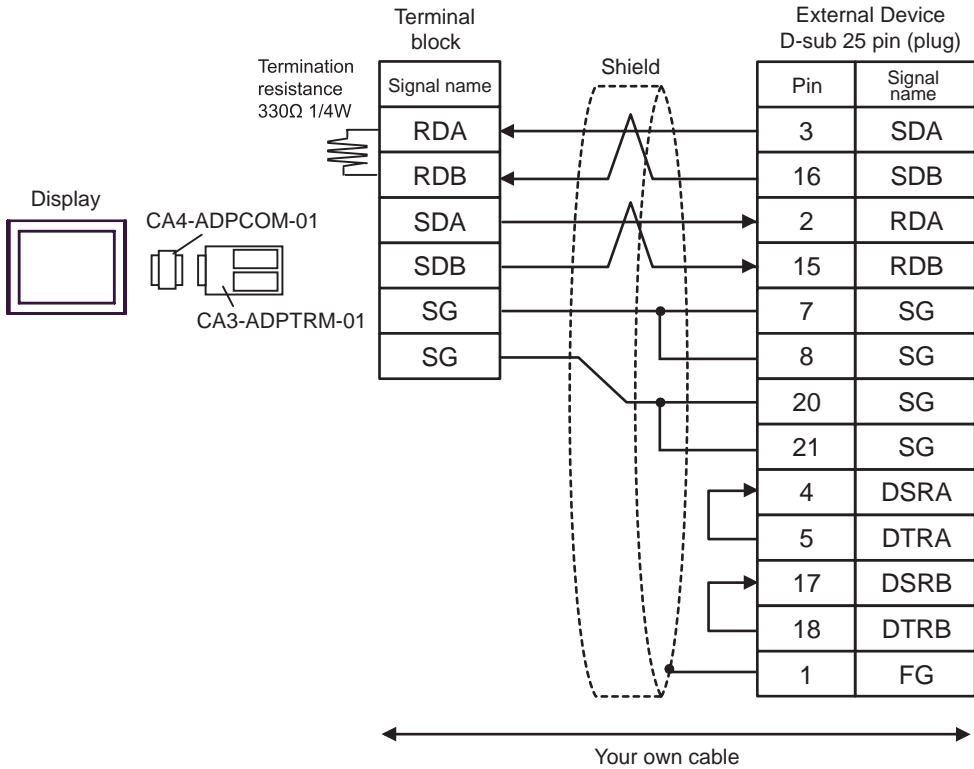 Terminal
block
External Device
D-sub 25 pin (plug)
Termination
resistance
330Ω 1/4W
Shield
Signal name
Pin
Signal
name
RDA
3
SDA
RDB
16
SDB
Display
CA4-ADPCOM-01
SDA
2
RDA
SDB
15
RDB
CA3-ADPTRM-01
SG
7
SG
SG
8
SG
20
SG
21
SG
4
DSRA
5
DTRA
17
DSRB
18
DTRB
1
FG
Your own cable